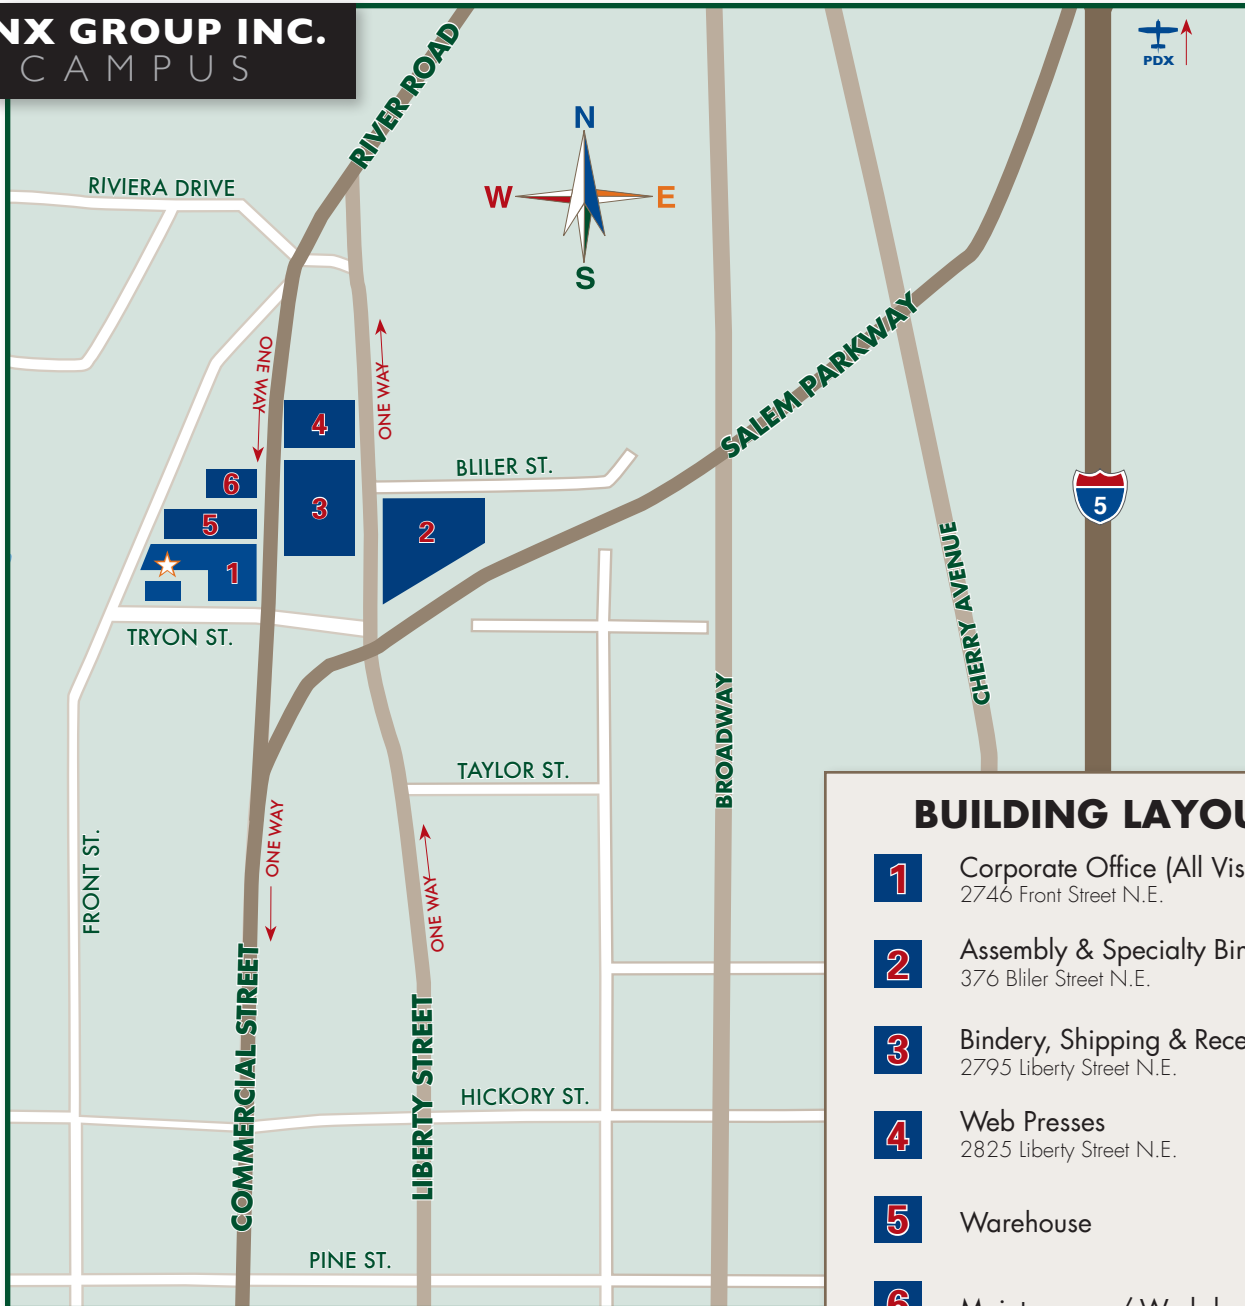 NX GROUP INC.
CAMPUS
PDX
RIVER ROAD
N
W
E
S
RIVIERA DRIVE
ONE WAY
ONE WAY
SALEM PARKWAY
4
BLILER ST.
6
3
5
2
5
1
TRYON ST.
CHERRY AVENUE
BROADWAY
TAYLOR ST.
ONE WAY
FRONT ST.
ONE WAY
COMMERCIAL STREET
LIBERTY STREET
HICKORY ST.
PINE ST.
BUILDING LAYOU
1
Corporate Office (All Vis
2746 Front Street N.E.
2
Assembly & Specialty Bin
376 Bliler Street N.E.
3
Bindery, Shipping & Rece
2795 Liberty Street N.E.
4
Web Presses
2825 Liberty Street N.E.
5
Warehouse
6